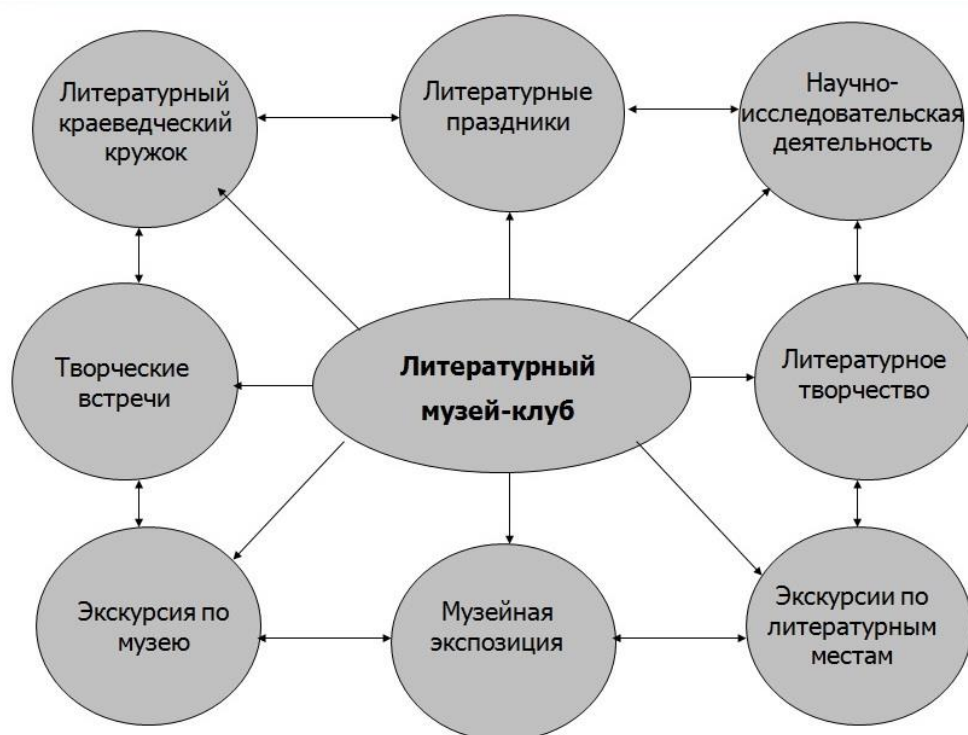 Литературный
краеведческий
кружок
Литературные
праздники
Научно-
исследовательская
деятельность
Творческие
встречи
Литературный
музей-клуб
Литературное
творчество
Экскурсия по
музею
Музейная
экспозиция
Экскурсии по
литературным
местам